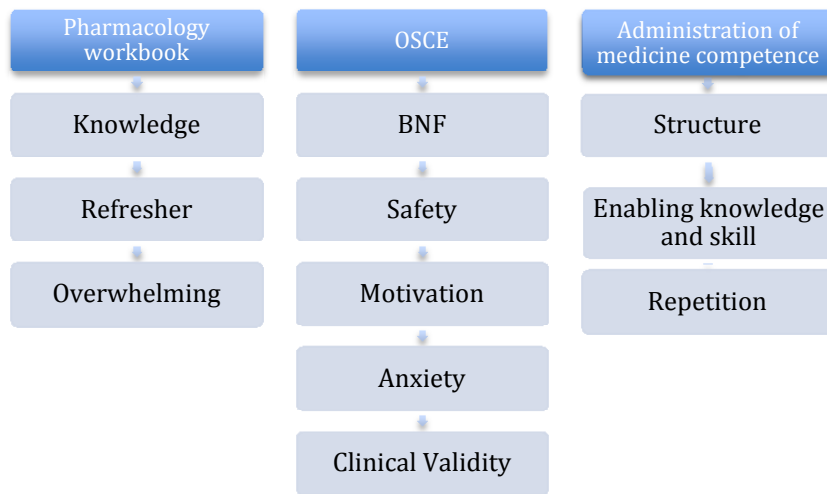 Pharmacology
workbook
Knowledge
Refresher
Overwhelming
OSCE
BNF
Safety
Motivation
Anxiety
Clinical Validity
Administration of
medicine competence
Structure
Enabling knowledge
and skill
Repetition